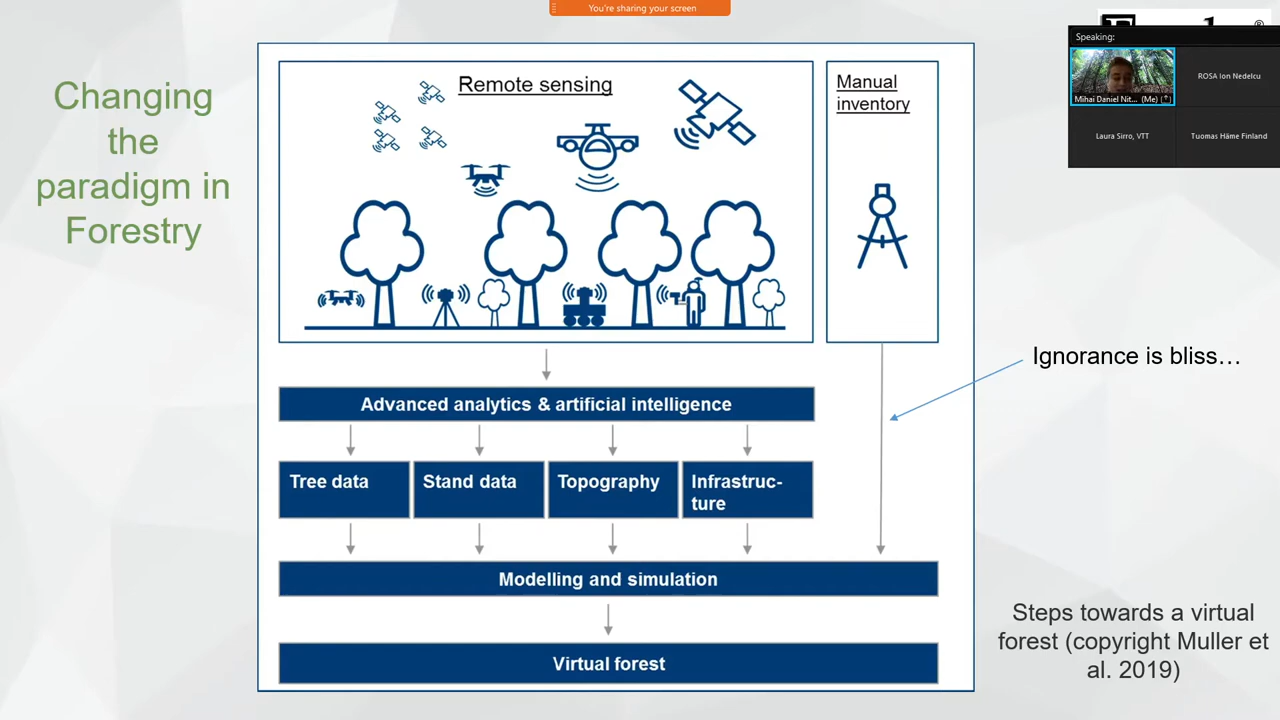 You're sharing your screen
Speaking:
Mihai Daniel Nit... (Me)
ROSA Ion Nedelcu
Laura Sirro, VTT
Tuomas Häme Finland
Changing
the
paradigm in
Forestry
Remote sensing
Manual
inventory
Ignorance is bliss…
Advanced analytics & artificial intelligence
Tree data
Stand data
Topography
Infrastruc-
ture
Modelling and simulation
Virtual forest
Steps towards a virtual
forest (copyright Muller et
al. 2019)